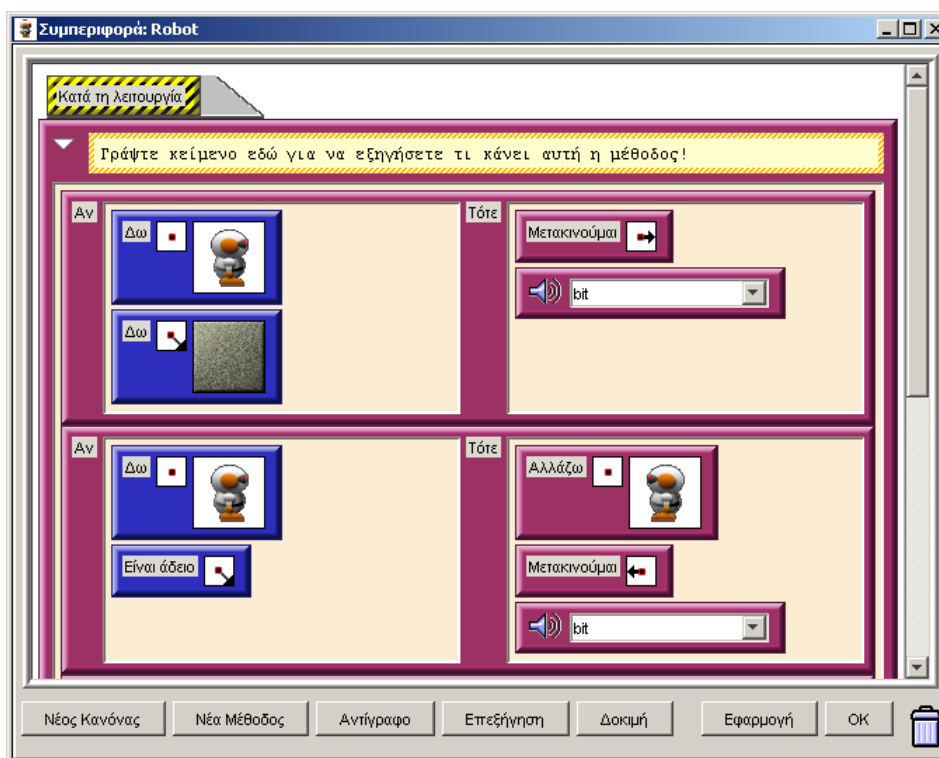 Συμπεριφορά: Robot
Κατά τη λειτουργία
Γράψτε κείμενο εδώ για να εξηγήσετε τι κάνει αυτή η μέθοδος!
Αν
Δω
Δω
Τότε
Μετακινούμαι
bit
Αν
Δω
Είναι άδειο
Τότε
Αλλάζω
Μετακινούμαι
bit
Νέος Κανόνας Νέα Μέθοδος Αντίγραφο Επεξήγηση Δοκιμή Εφαρμογή OK